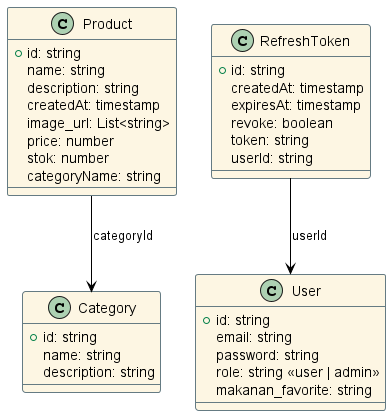 C Product
id: string
name: string
description: string
createdAt: timestamp
image_url: List<string>
price: number
stok: number
categoryName: string
C RefreshToken
id: string
createdAt: timestamp
expiresAt: timestamp
revoke: boolean
token: string
userId: string
categoryId
userId
C Category
id: string
name: string
description: string
C User
id: string
email: string
password: string
role: string «user | admin»
makanan_favorite: string